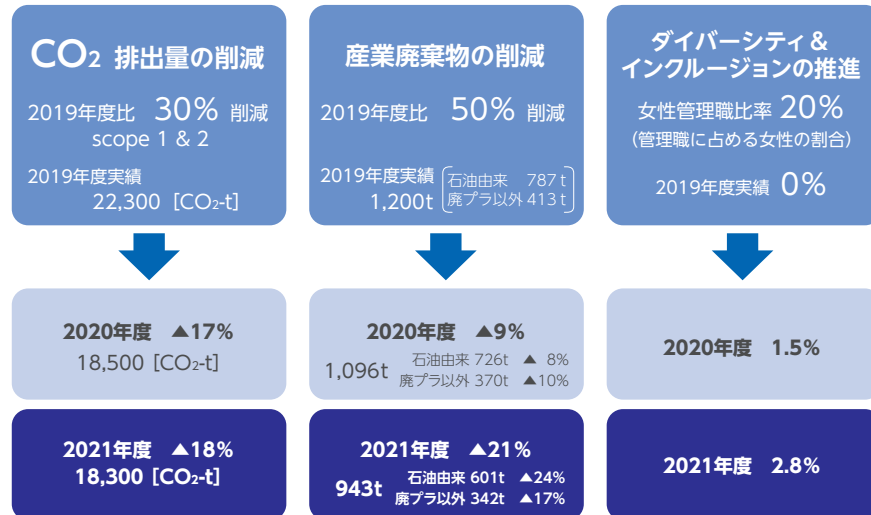 CO₂ 排出量の削減
2019年度比 30% 削減
scope 1 & 2
2019年度実績
22,300 [CO₂-t]
産業廃棄物の削減
2019年度比 50% 削減
2019年度実績
1,200t
石油由来 787t
廃プラ以外 413t
ダイバーシティ&
インクルージョンの推進
女性管理職比率 20%
(管理職に占める女性の割合)
2019年度実績 0%
2020年度 ▲17%
18,500 [CO₂-t]
2020年度 ▲9%
1,096t
石油由来 726t ▲ 8%
廃プラ以外 370t ▲10%
2020年度 1.5%
2021年度 ▲18%
18,300 [CO₂-t]
2021年度 ▲21%
943t
石油由来 601t ▲24%
廃プラ以外 342t ▲17%
2021年度 2.8%